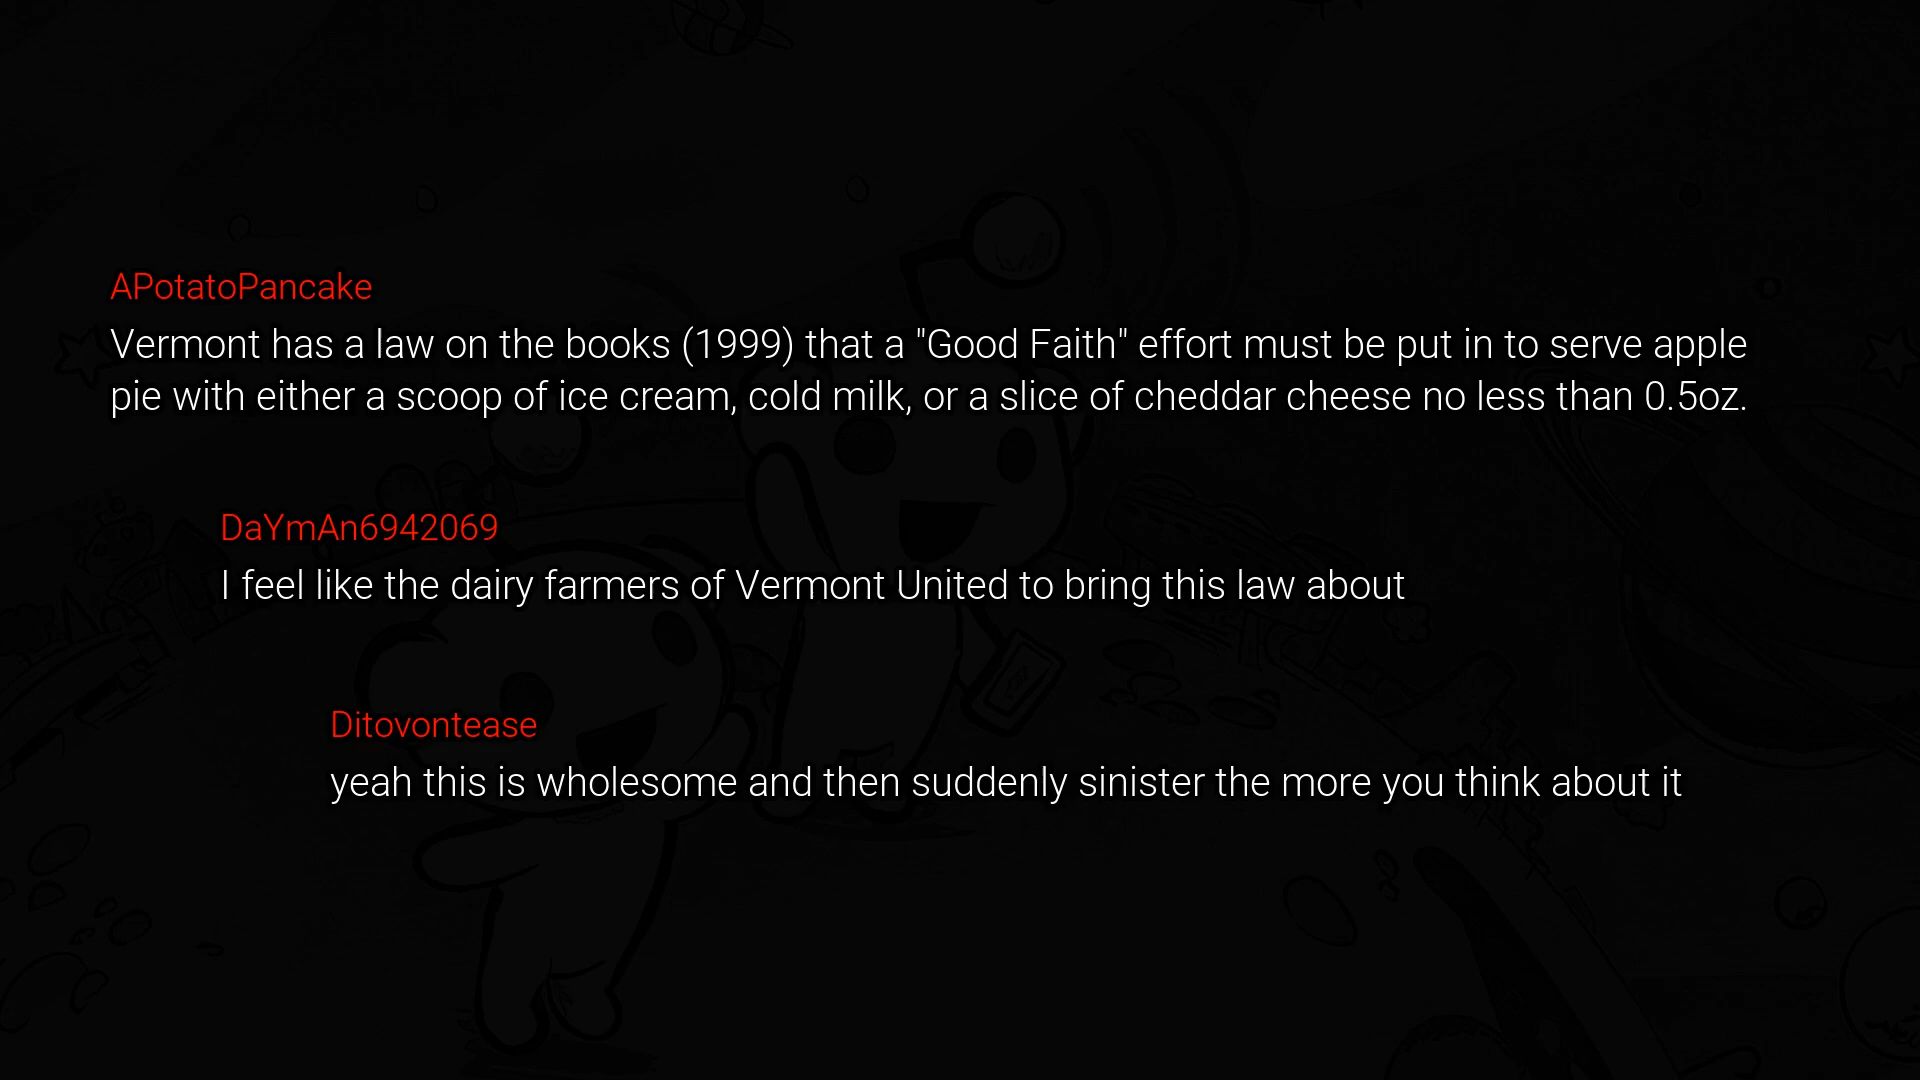 APotatoPancake
Vermont has a law on the books (1999) that a "Good Faith" effort must be put in to serve apple
pie with either a scoop of ice cream, cold milk, or a slice of cheddar cheese no less than 0.5oz.
DaYmAn6942069
I feel like the dairy farmers of Vermont United to bring this law about
Ditovontease
yeah this is wholesome and then suddenly sinister the more you think about it